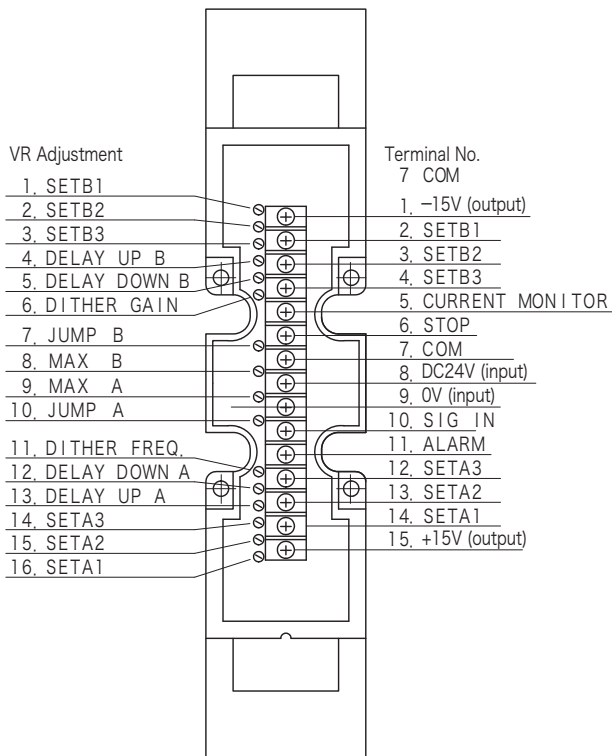 VR Adjustment
1. SETB1
2. SETB2
3. SETB3
4. DELAY UP B
5. DELAY DOWN B
6. DITHER GAIN
7. JUMP B
8. MAX B
9. MAX A
10. JUMP A
11. DITHER FREQ.
12. DELAY DOWN A
13. DELAY UP A
14. SETA3
15. SETA2
16. SETA1
Terminal No.
7 COM
1. −15V (output)
2. SETB1
3. SETB2
4. SETB3
5. CURRENT MONITOR
6. STOP
7. COM
8. DC24V (input)
9. 0V (input)
10. SIG IN
11. ALARM
12. SETA3
13. SETA2
14. SETA1
15. +15V (output)